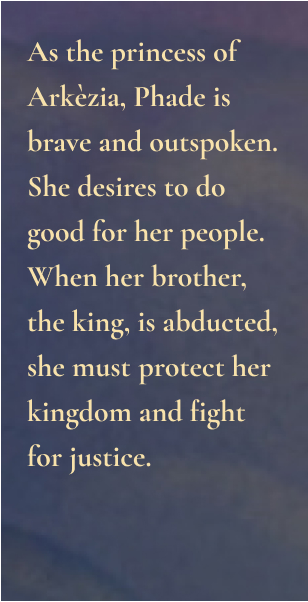 As the princess of
Arkèzia, Phade is
brave and outspoken.
She desires to do
good for her people.
When her brother,
the king, is abducted,
she must protect her
kingdom and fight
for justice.